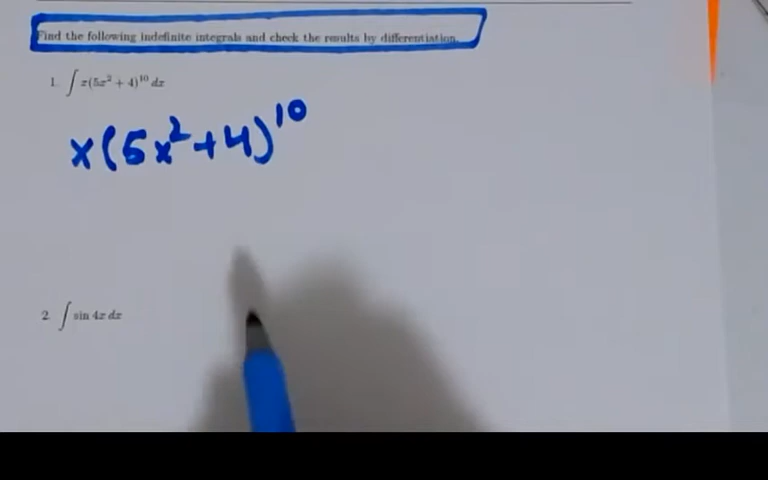 Find the following indefinite integrals and check the results by differentiation.
1. ∫ x(5x² + 4)¹⁰ dx
x(5x²+4)¹⁰
2. ∫ sin 4x dx